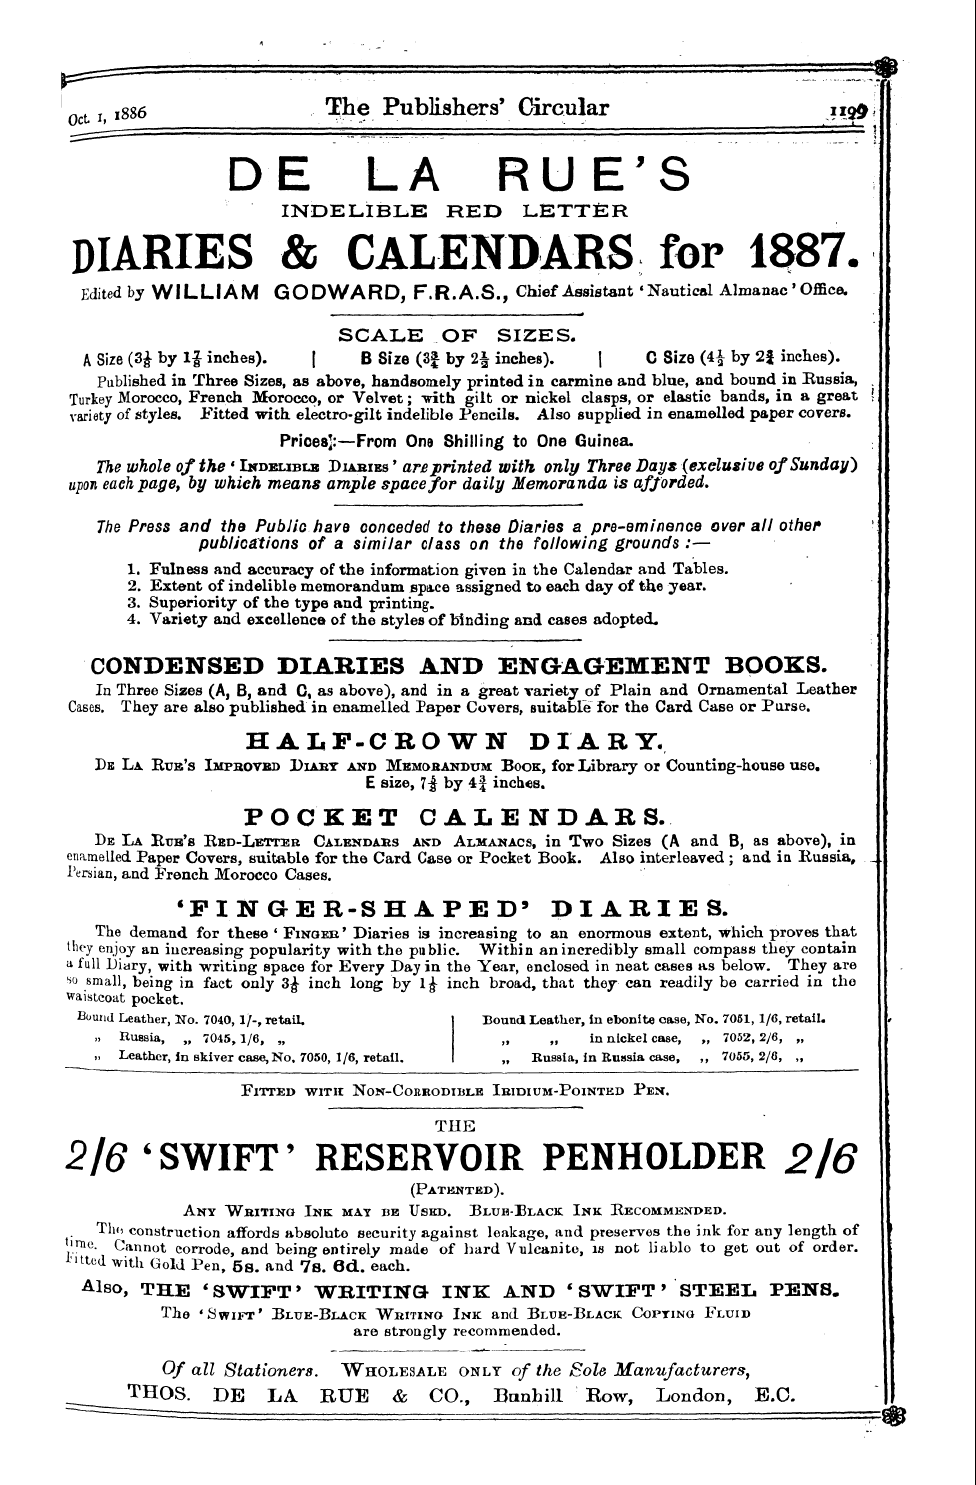 Oct. 1, 1886 The Publishers' Circular 1199
DE LA RUE'S
INDELIBLE RED LETTER
DIARIES & CALENDARS for 1887.
Edited by WILLIAM GODWARD, F.R.A.S., Chief Assistant 'Nautical Almanac' Office.
SCALE OF SIZES.
A Size (3⅛ by 1⅞ inches). | B Size (3¾ by 2½ inches). | C Size (4½ by 2¾ inches).
Published in Three Sizes, as above, handsomely printed in carmine and blue, and bound in Russia,
Turkey Morocco, French Morocco, or Velvet; with gilt or nickel clasps, or elastic bands, in a great
variety of styles. Fitted with electro-gilt indelible Pencils. Also supplied in enamelled paper covers.
Prices:—From One Shilling to One Guinea.
The whole of the 'INDELIBLE DIARIES' are printed with only Three Days (exclusive of Sunday)
upon each page, by which means ample space for daily Memoranda is afforded.
The Press and the Public have conceded to these Diaries a pre-eminence over all other
publications of a similar class on the following grounds:—
1. Fulness and accuracy of the information given in the Calendar and Tables.
2. Extent of indelible memorandum space assigned to each day of the year.
3. Superiority of the type and printing.
4. Variety and excellence of the styles of binding and cases adopted.
CONDENSED DIARIES AND ENGAGEMENT BOOKS.
In Three Sizes (A, B, and C, as above), and in a great variety of Plain and Ornamental Leather
Cases. They are also published in enamelled Paper Covers, suitable for the Card Case or Purse.
HALF-CROWN DIARY.
DE LA RUE'S IMPROVED DIARY AND MEMORANDUM BOOK, for Library or Counting-house use.
E size, 7⅛ by 4¾ inches.
POCKET CALENDARS.
DE LA RUE'S RED-LETTER CALENDARS AND ALMANACS, in Two Sizes (A and B, as above), in
enamelled Paper Covers, suitable for the Card Case or Pocket Book. Also interleaved; and in Russia,
Persian, and French Morocco Cases.
'FINGER-SHAPED' DIARIES.
The demand for these 'FINGER' Diaries is increasing to an enormous extent, which proves that
they enjoy an increasing popularity with the public. Within an incredibly small compass they contain
a full Diary, with writing space for Every Day in the Year, enclosed in neat cases as below. They are
so small, being in fact only 3⅛ inch long by 1⅛ inch broad, that they can readily be carried in the
waistcoat pocket.
Bound Leather, No. 7040, 1/-, retail.
„ Russia, „ 7045, 1/6, „
„ Leather, in skiver case, No. 7050, 1/6, retail.
Bound Leather, in ebonite case, No. 7051, 1/6, retail.
„ „ in nickel case, „ 7052, 2/6, „
„ Russia, in Russia case, „ 7055, 2/6, „
FITTED WITH NON-CORRODIBLE IRIDIUM-POINTED PEN.
THE
2/6 'SWIFT' RESERVOIR PENHOLDER 2/6
(PATENTED).
ANY WRITING INK MAY BE USED. BLUE-BLACK INK RECOMMENDED.
The construction affords absolute security against leakage, and preserves the ink for any length of
time. Cannot corrode, and being entirely made of hard Vulcanite, is not liable to get out of order.
Fitted with Gold Pen, 5s. and 7s. 6d. each.
Also, THE 'SWIFT' WRITING INK AND 'SWIFT' STEEL PENS.
The 'SWIFT' BLUE-BLACK WRITING INK and BLUE-BLACK COPYING FLUID
are strongly recommended.
Of all Stationers. WHOLESALE ONLY of the Sole Manufacturers,
THOS. DE LA RUE & CO., Bunhill Row, London, E.C.